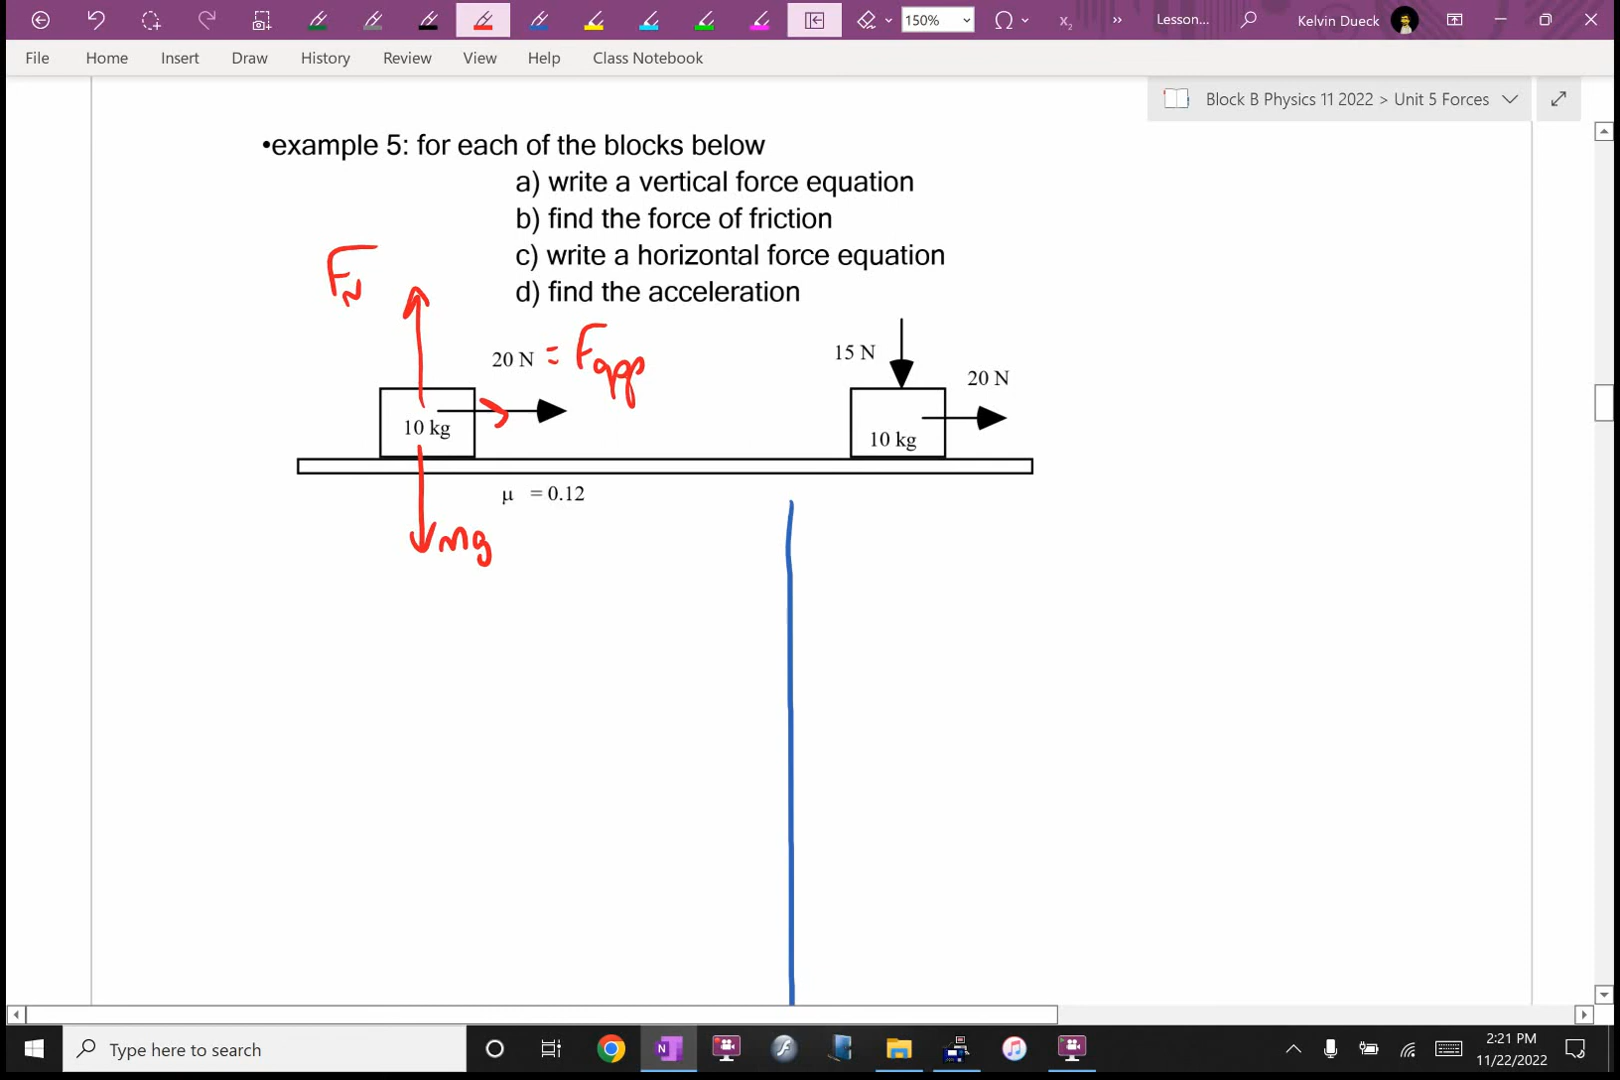 150%
Lesson...
Kelvin Dueck
File Home Insert Draw History Review View Help Class Notebook
Block B Physics 11 2022 > Unit 5 Forces
•example 5: for each of the blocks below
a) write a vertical force equation
b) find the force of friction
c) write a horizontal force equation
d) find the acceleration
FN
20 N = Fapp
15 N
20 N
10 kg
10 kg
μ = 0.12
mg
Type here to search
2:21 PM
11/22/2022